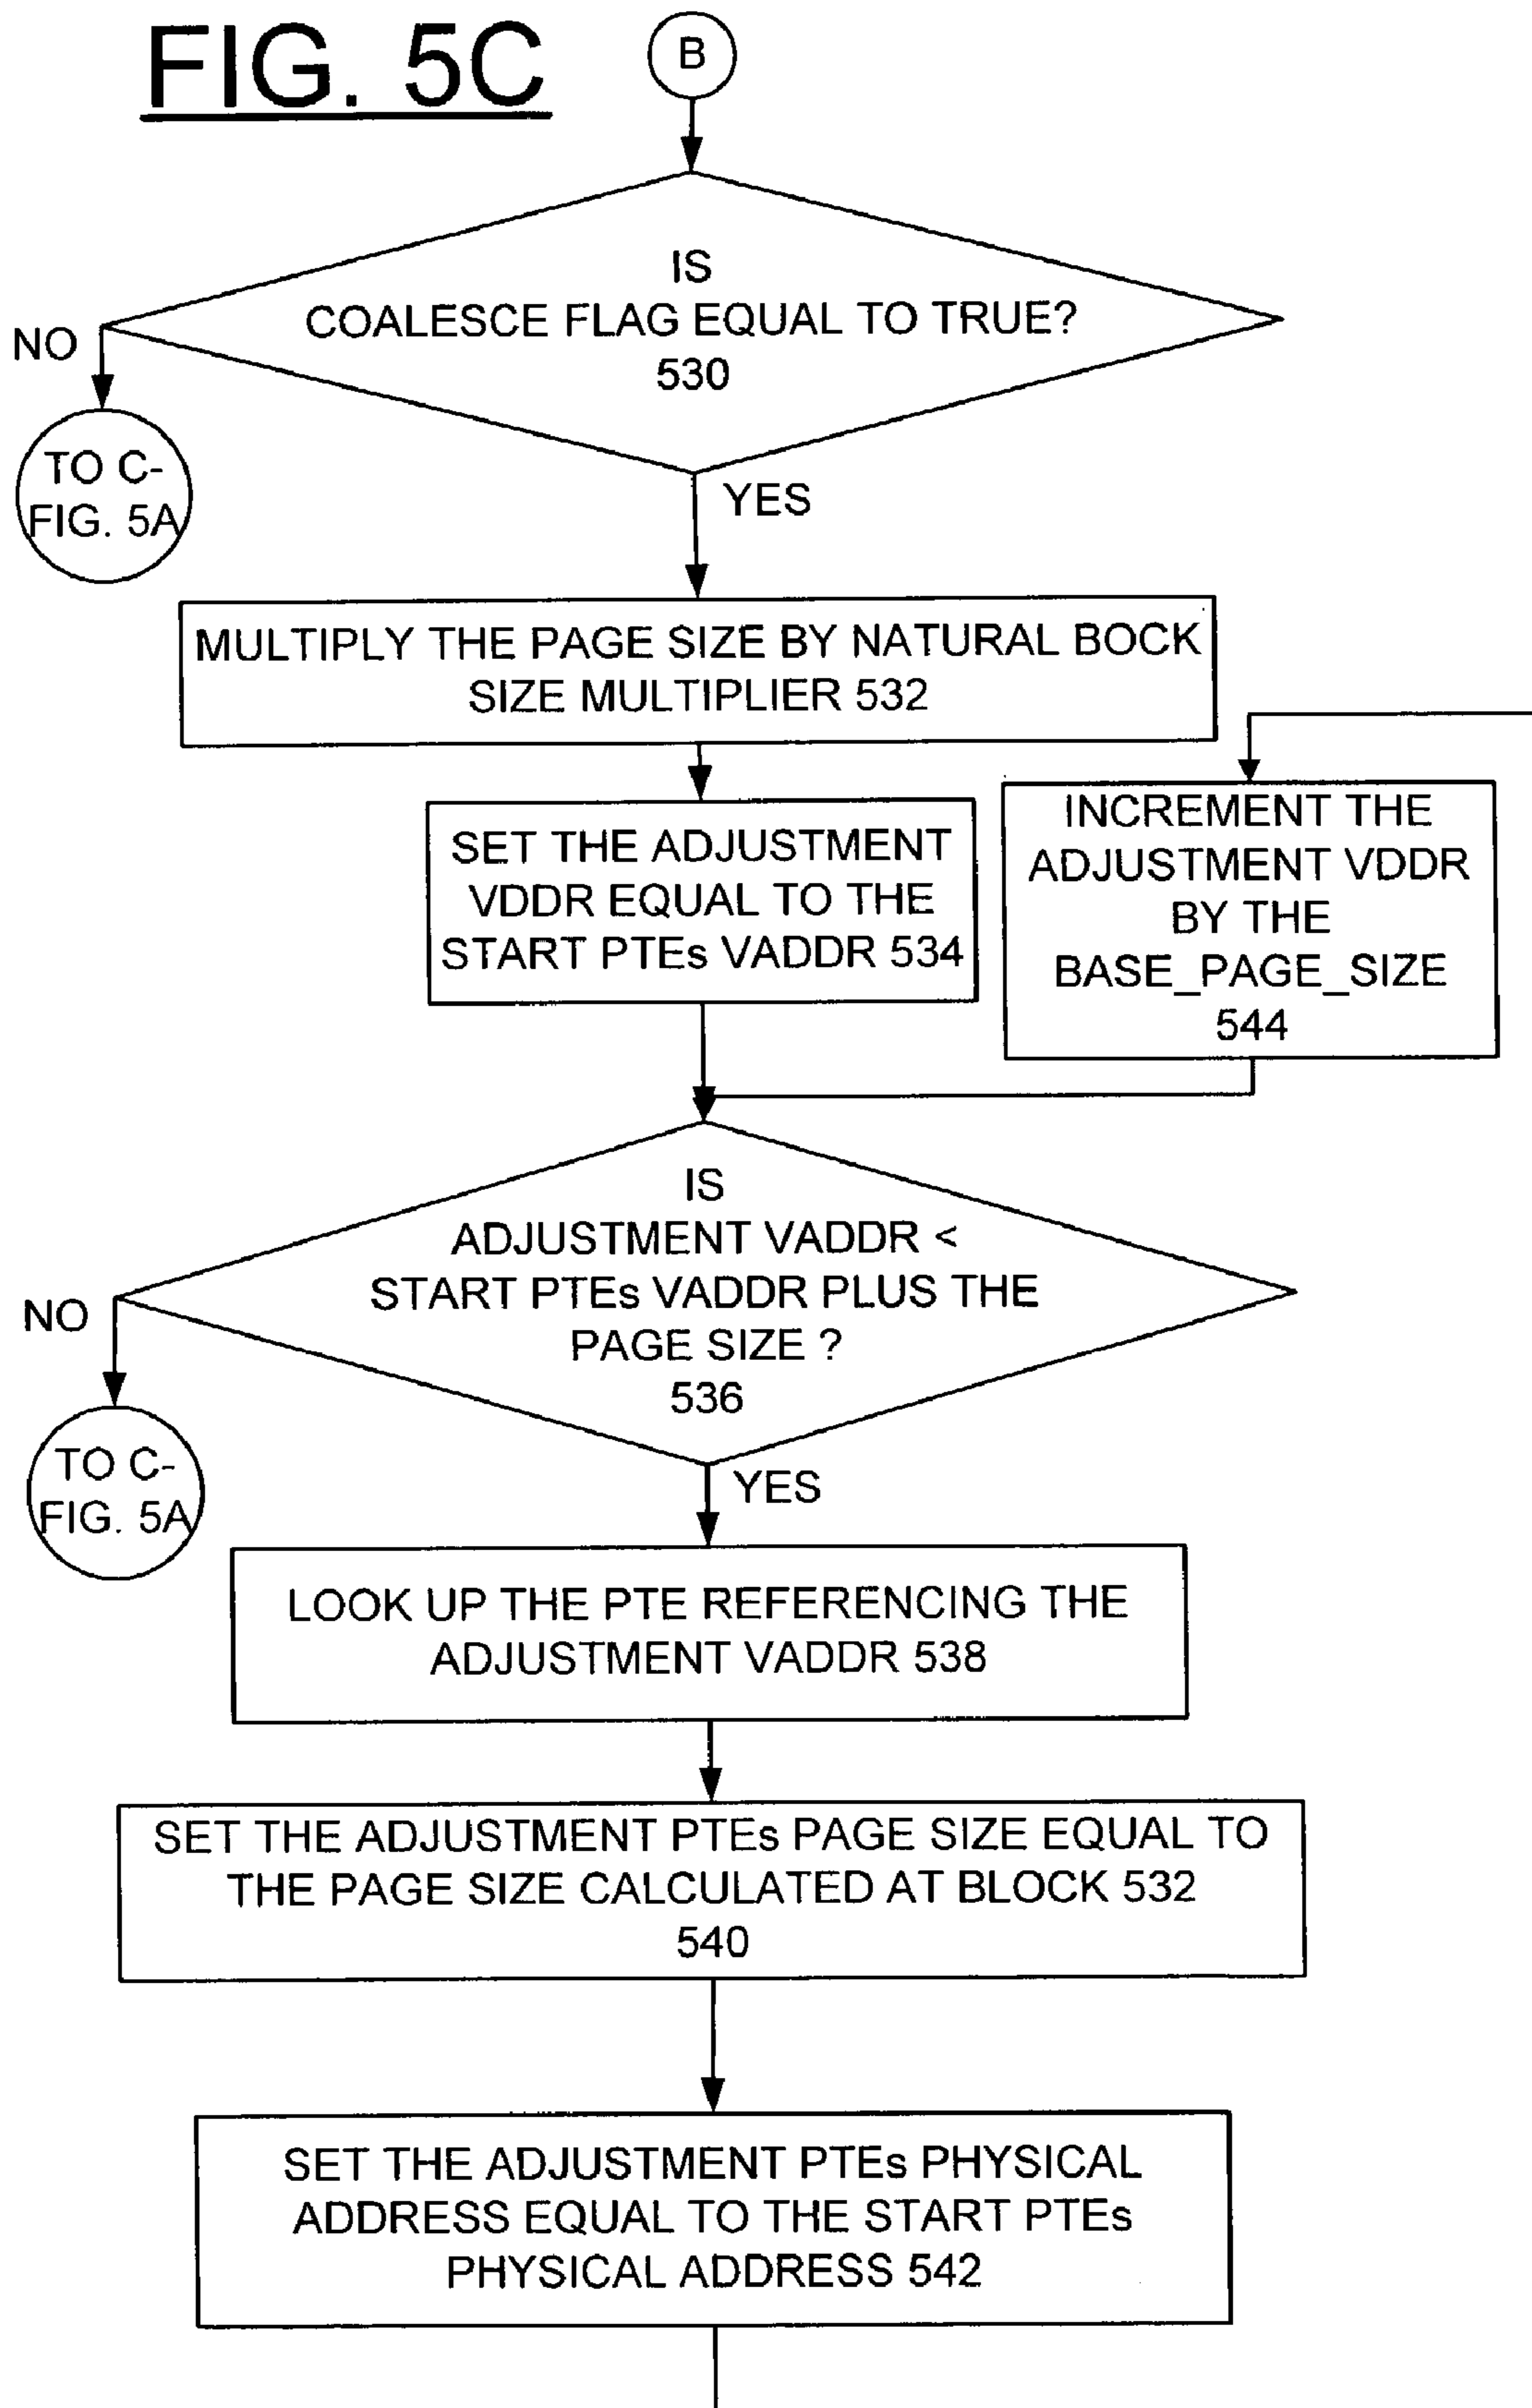 FIG. 5C
B
IS
COALESCE FLAG EQUAL TO TRUE?
530
NO
TO C-
FIG. 5A
YES
MULTIPLY THE PAGE SIZE BY NATURAL BOCK
SIZE MULTIPLIER 532
SET THE ADJUSTMENT
VDDR EQUAL TO THE
START PTEs VADDR 534
INCREMENT THE
ADJUSTMENT VDDR
BY THE
BASE_PAGE_SIZE
544
IS
ADJUSTMENT VADDR <
START PTEs VADDR PLUS THE
PAGE SIZE ?
536
NO
TO C-
FIG. 5A
YES
LOOK UP THE PTE REFERENCING THE
ADJUSTMENT VADDR 538
SET THE ADJUSTMENT PTEs PAGE SIZE EQUAL TO
THE PAGE SIZE CALCULATED AT BLOCK 532
540
SET THE ADJUSTMENT PTEs PHYSICAL
ADDRESS EQUAL TO THE START PTEs
PHYSICAL ADDRESS 542